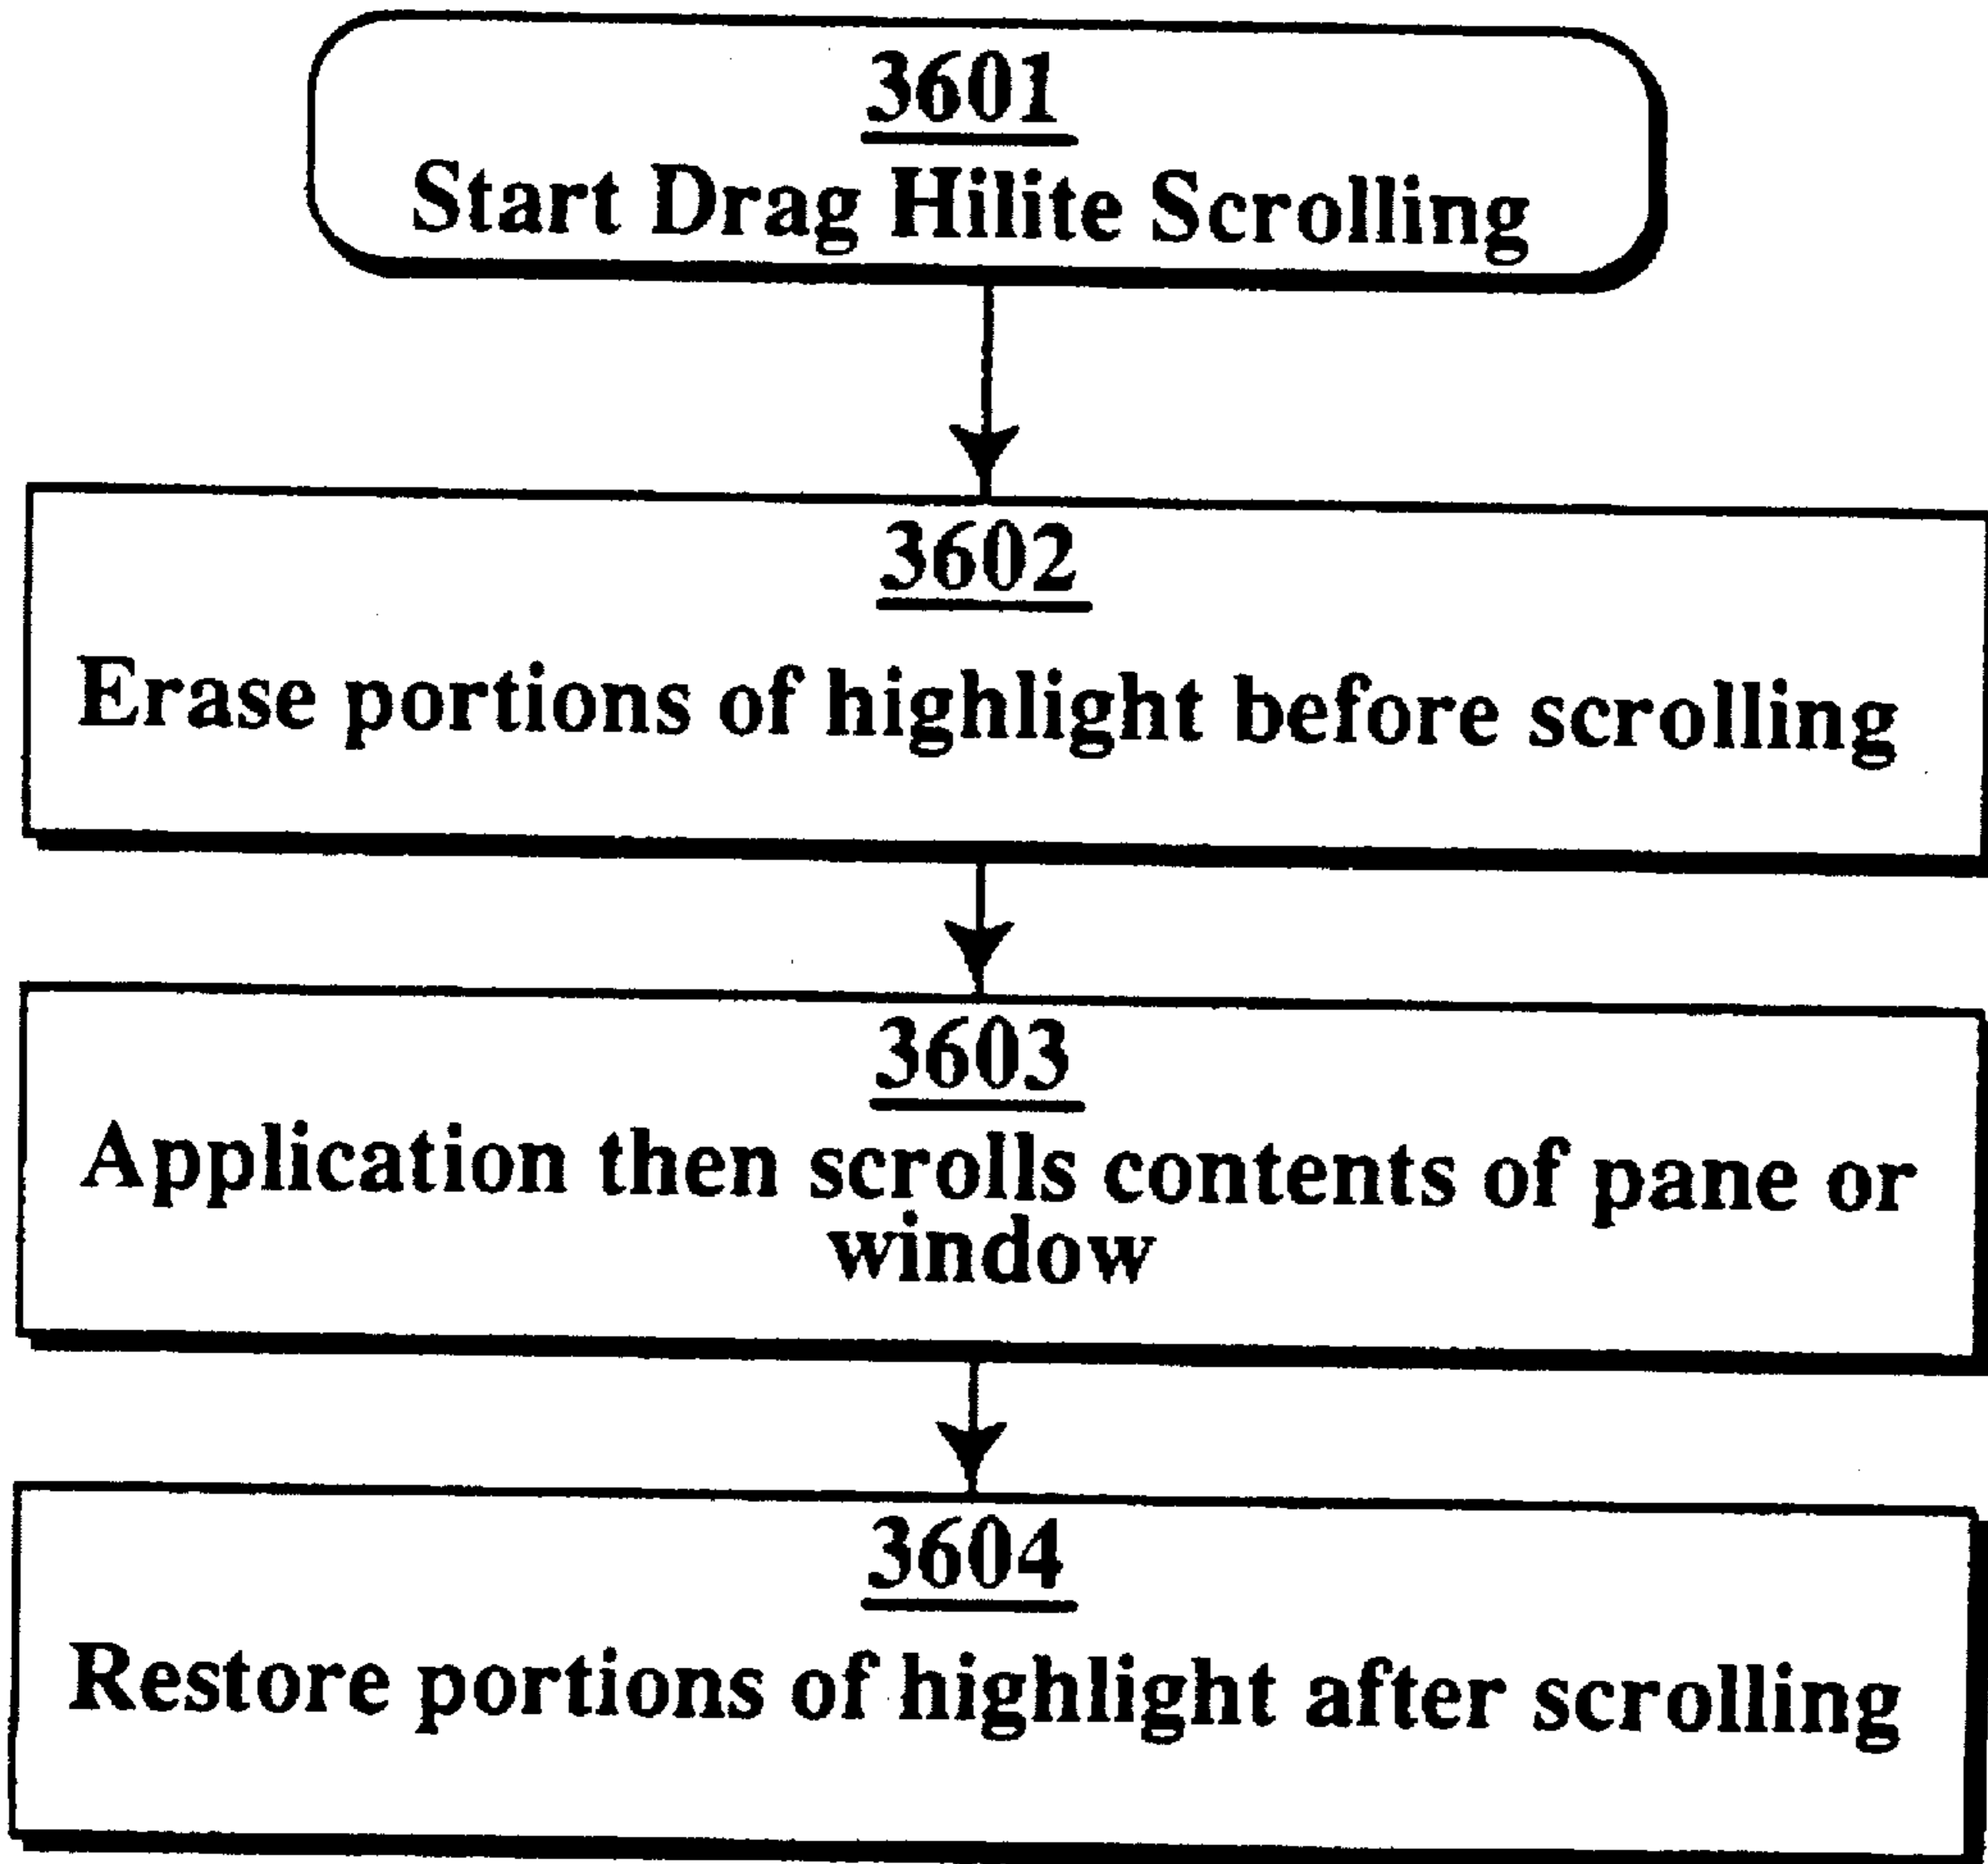 3601
Start Drag Hilite Scrolling
3602
Erase portions of highlight before scrolling
3603
Application then scrolls contents of pane or
window
3604
Restore portions of highlight after scrolling